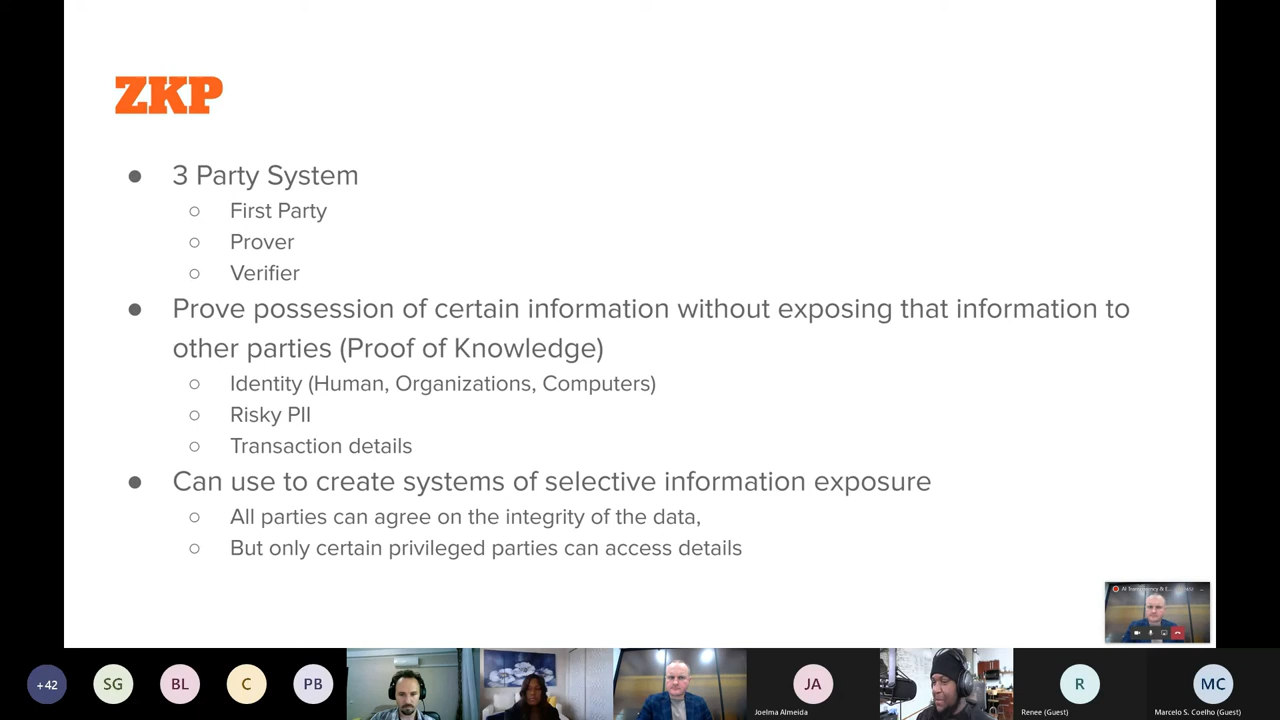 ZKP
● 3 Party System
○ First Party
○ Prover
○ Verifier
● Prove possession of certain information without exposing that information to
other parties (Proof of Knowledge)
○ Identity (Human, Organizations, Computers)
○ Risky PII
○ Transaction details
● Can use to create systems of selective information exposure
○ All parties can agree on the integrity of the data,
○ But only certain privileged parties can access details
AI Transparency & E...
+42
SG
BL
C
PB
JA
Joelma Almeida
R
Renee (Guest)
MC
Marcelo S. Coelho (Guest)